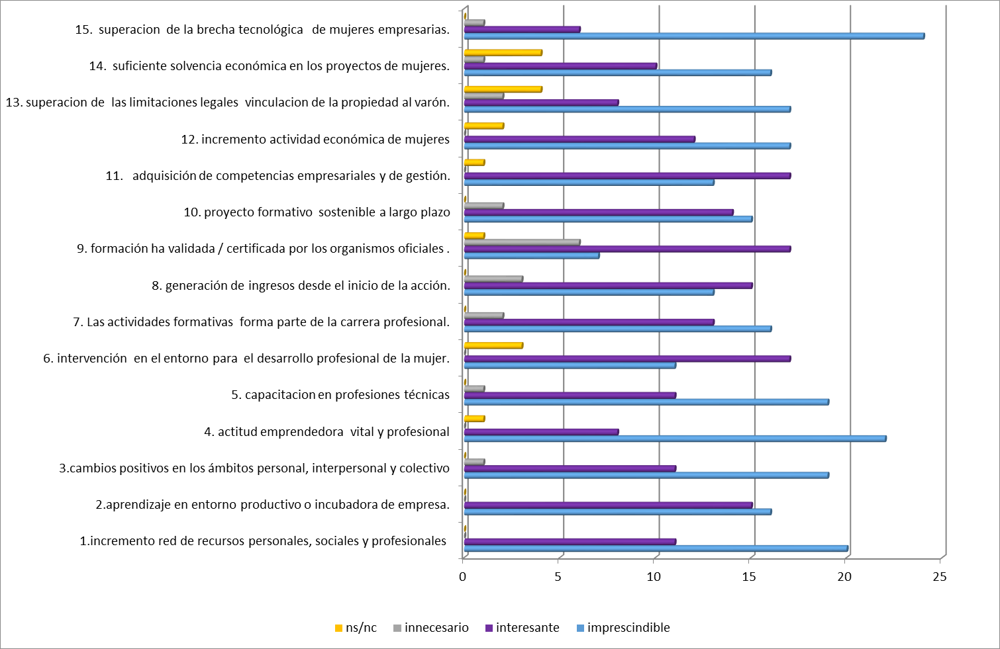 15. superacion de la brecha tecnológica de mujeres empresarias.
14. suficiente solvencia económica en los proyectos de mujeres.
13. superacion de las limitaciones legales vinculacion de la propiedad al varón.
12. incremento actividad económica de mujeres
11. adquisición de competencias empresariales y de gestión.
10. proyecto formativo sostenible a largo plazo
9. formación ha validada / certificada por los organismos oficiales .
8. generación de ingresos desde el inicio de la acción.
7. Las actividades formativas forma parte de la carrera profesional.
6. intervención en el entorno para el desarrollo profesional de la mujer.
5. capacitacion en profesiones técnicas
4. actitud emprendedora vital y profesional
3.cambios positivos en los ámbitos personal, interpersonal y colectivo
2.aprendizaje en entorno productivo o incubadora de empresa.
1.incremento red de recursos personales, sociales y profesionales
0 5 10 15 20 25
ns/nc innecesario interesante imprescindible